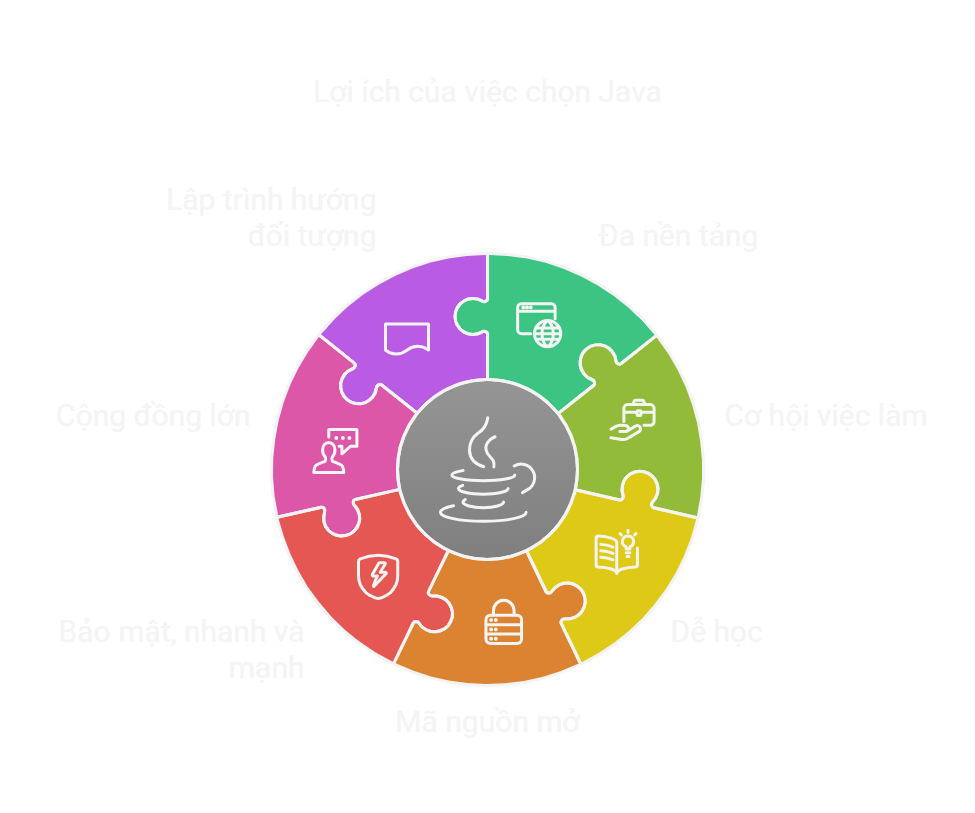 Lợi ích của việc chọn Java
Lập trình hướng
đối tượng
Đa nền tảng
Cộng đồng lớn
Cơ hội việc làm
Bảo mật, nhanh và
mạnh
Dễ học
Mã nguồn mở